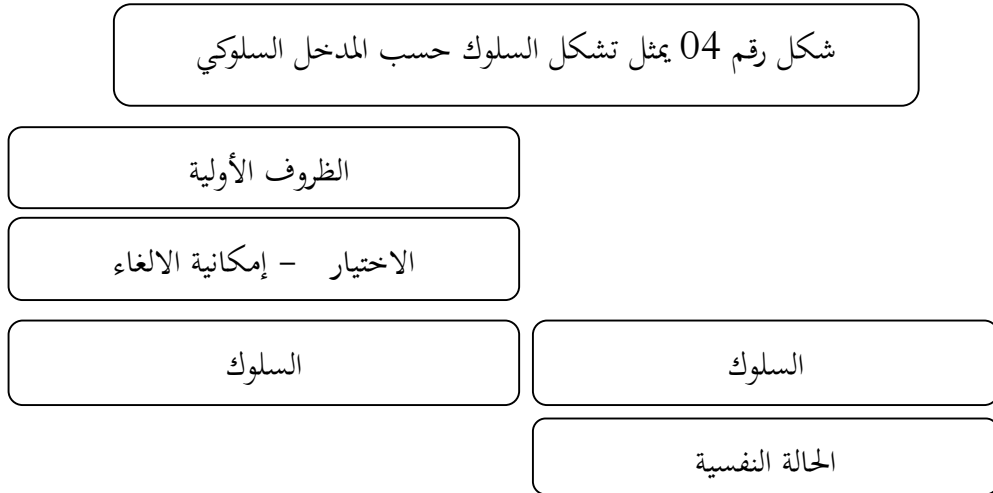 شكل رقم 04 يمثل تشكل السلوك حسب المدخل السلوكي
الظروف الأولية
الاختيار – إمكانية الالغاء
السلوك
السلوك
الحالة النفسية